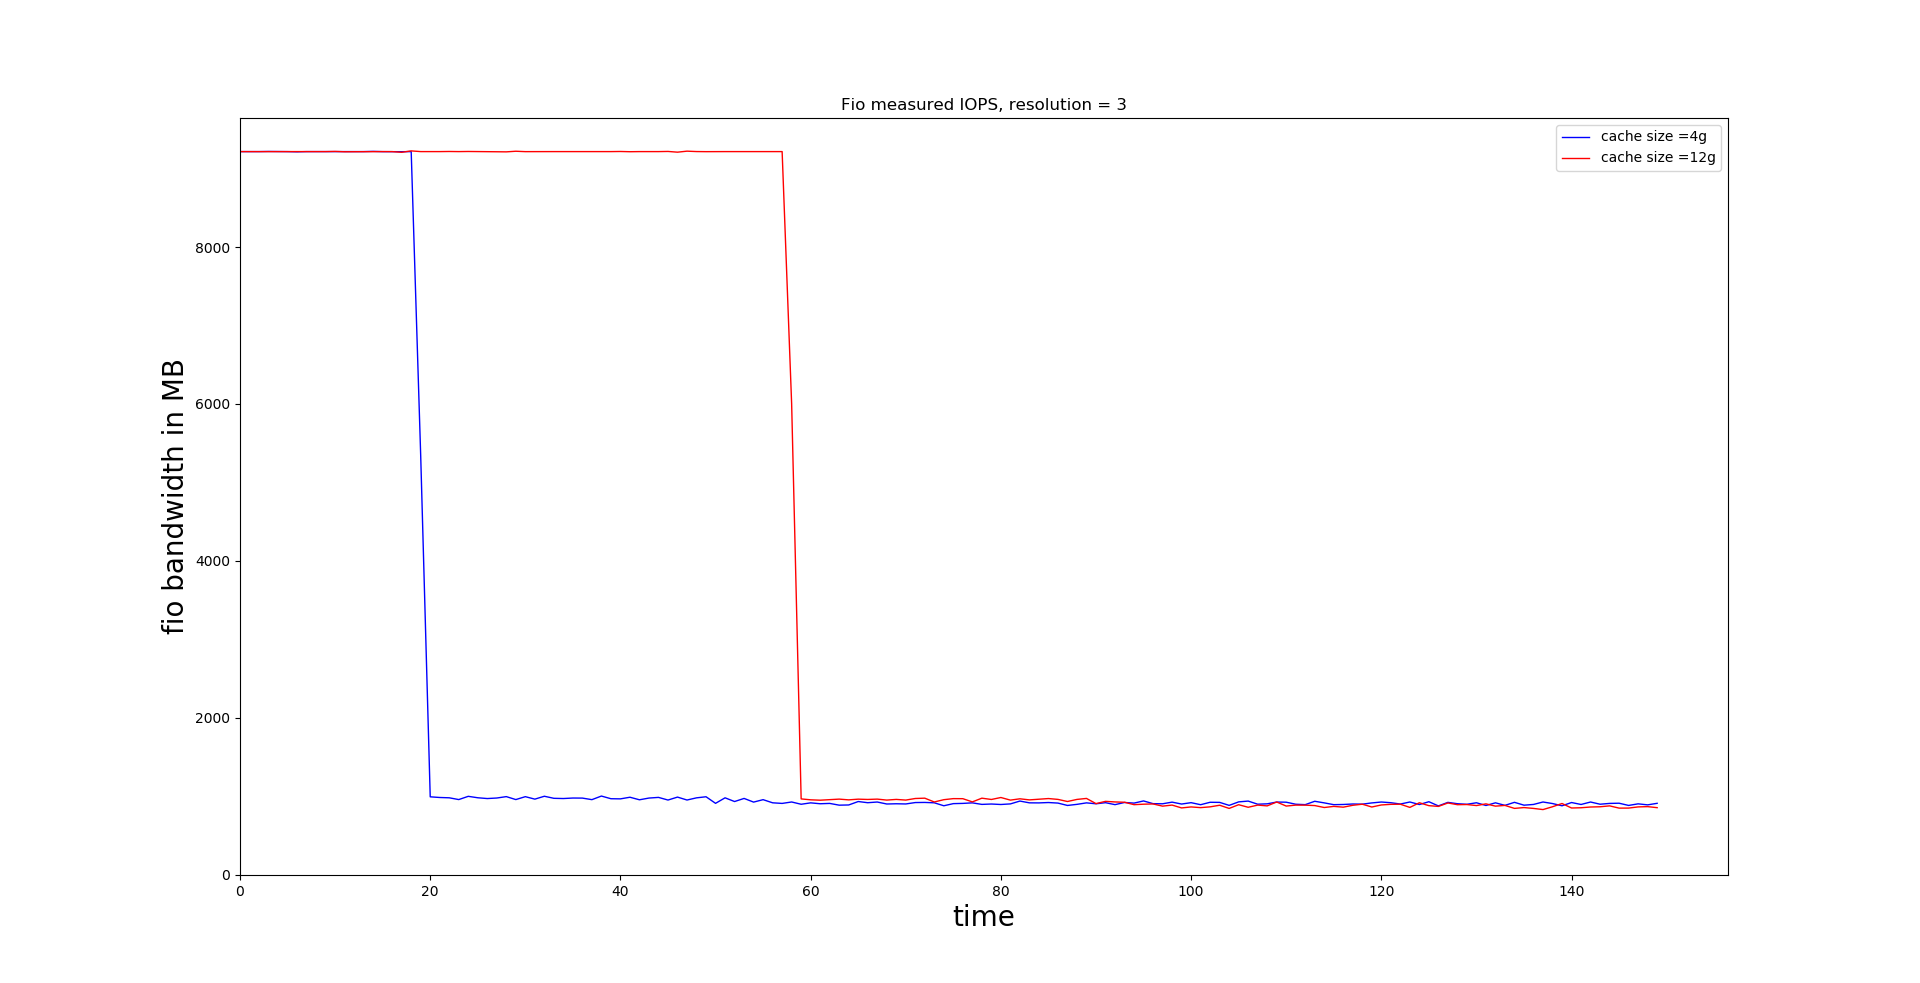 Fio measured IOPS, resolution = 3
cache size =4g
cache size =12g
fio bandwidth in MB
8000
6000
4000
2000
0
0 20 40 60 80 100 120 140
time